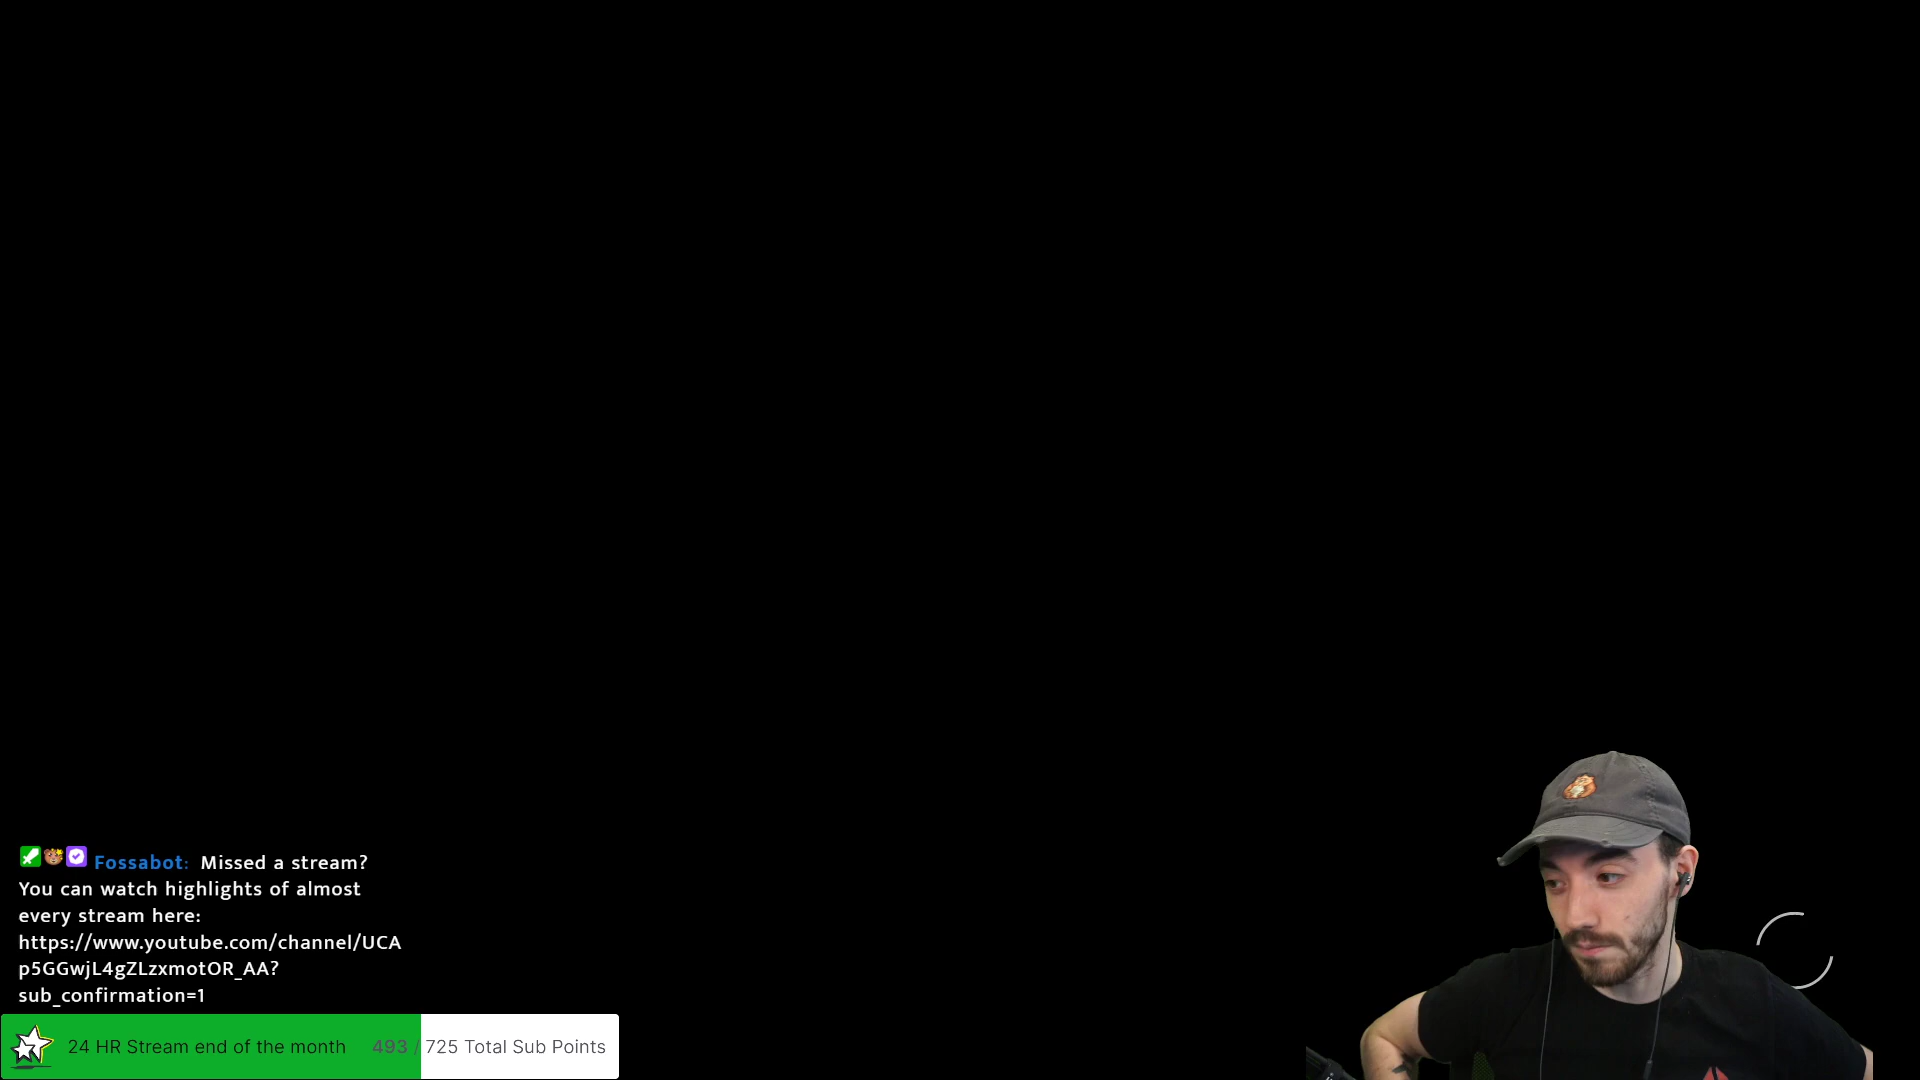 Fossabot: Missed a stream?
You can watch highlights of almost
every stream here:
https://www.youtube.com/channel/UCA
p5GGwjL4gZLzxmotOR_AA?
sub_confirmation=1
24 HR Stream end of the month 493 / 725 Total Sub Points